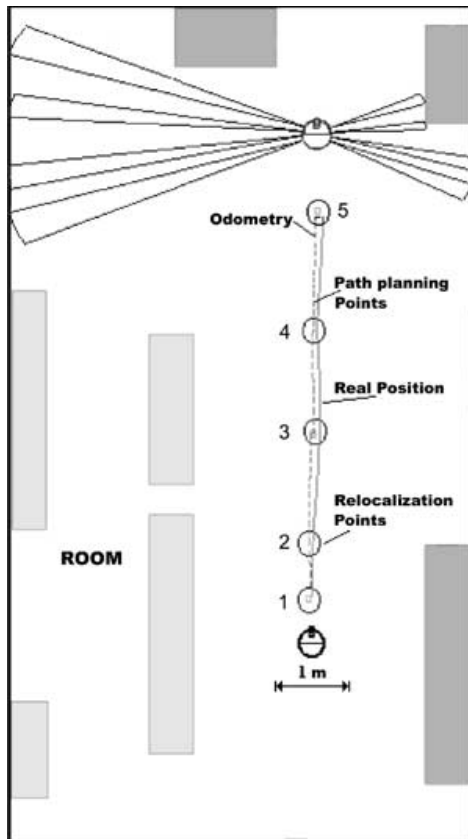 5
Odometry
Path planning
Points
4
Real Position
3
Relocalization
Points
2
ROOM
1
1 m